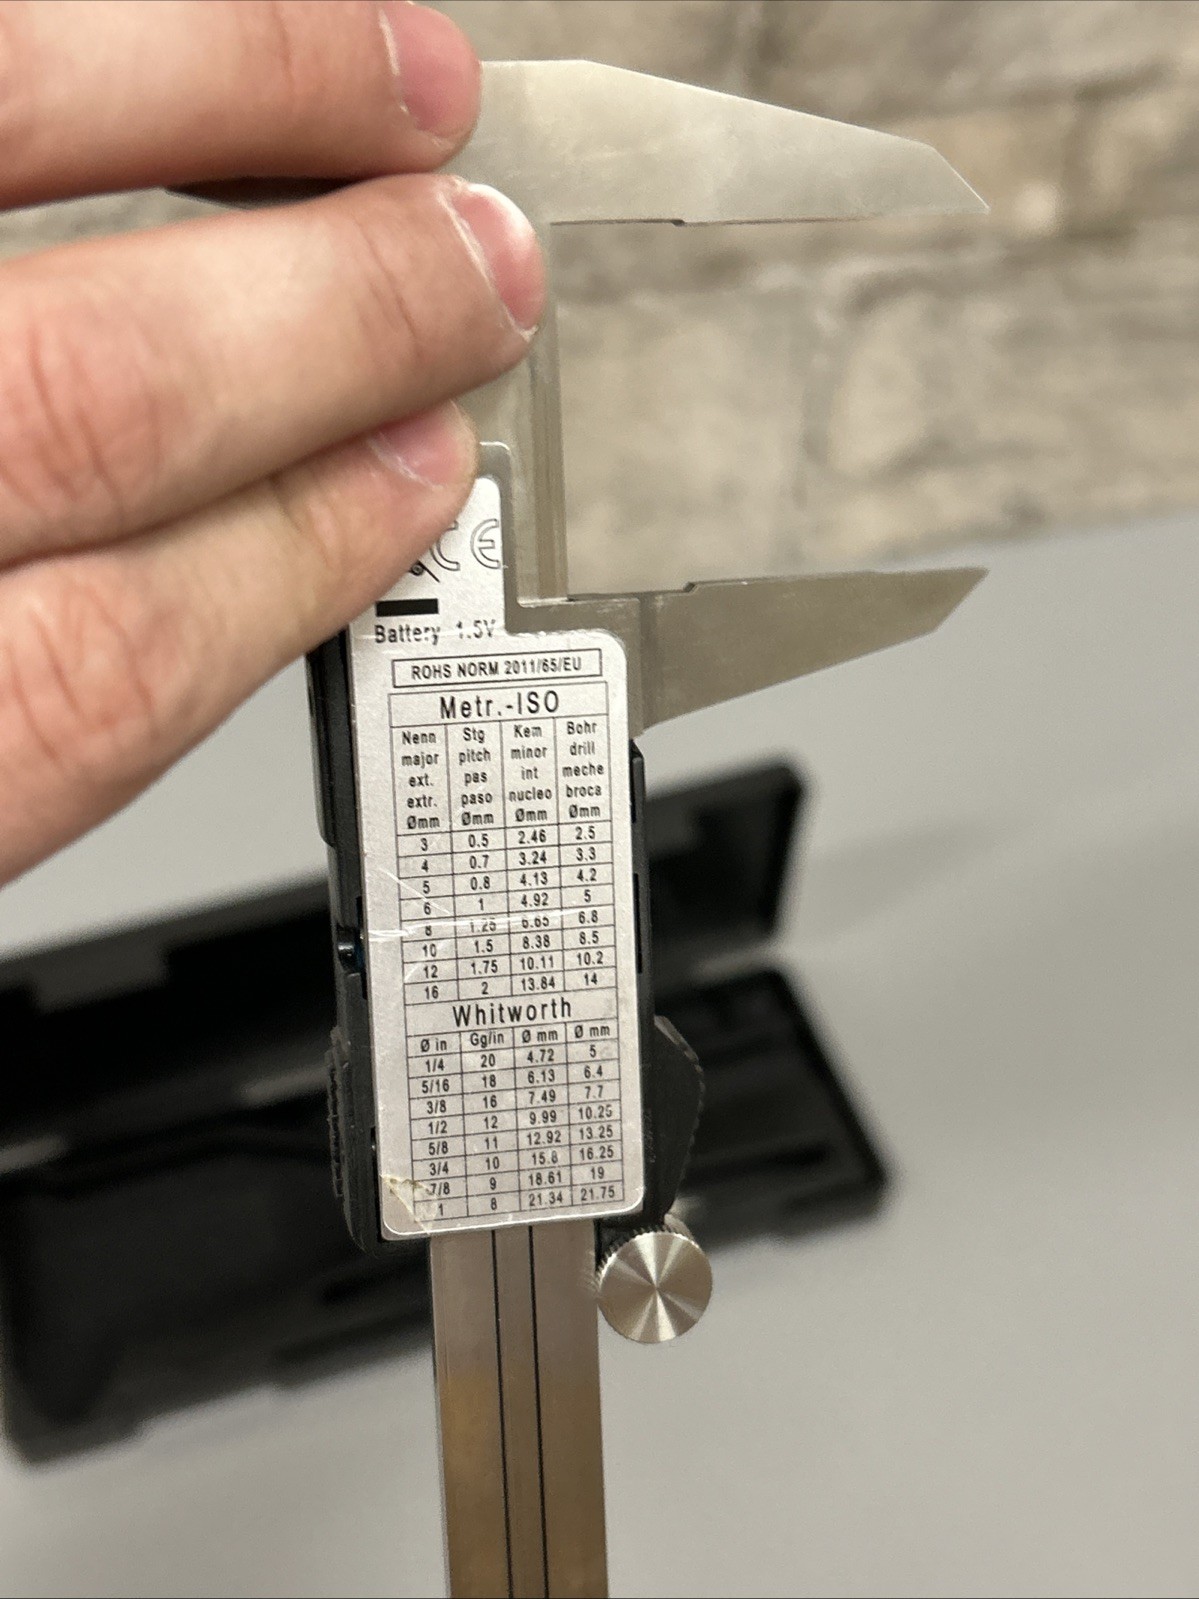 CE
Battery 1.5V
ROHS NORM 2011/65/EU
Metr.-ISO
Nenn Stg Kern Bohr
major pitch minor drill
ext. pas int meche
extr. paso nucleo broca
Ømm Ømm Ømm Ømm
3 0.5 2.46 2.5
4 0.7 3.24 3.3
5 0.8 4.13 4.2
6 1 4.92 5
8 1.25 6.65 6.8
10 1.5 8.38 8.5
12 1.75 10.11 10.2
16 2 13.84 14
Whitworth
Ø in Gg/in Ø mm Ø mm
1/4 20 4.72 5
5/16 18 6.13 6.4
3/8 16 7.49 7.7
1/2 12 9.99 10.25
5/8 11 12.92 13.25
3/4 10 15.8 16.25
7/8 9 18.61 19
1 8 21.34 21.75